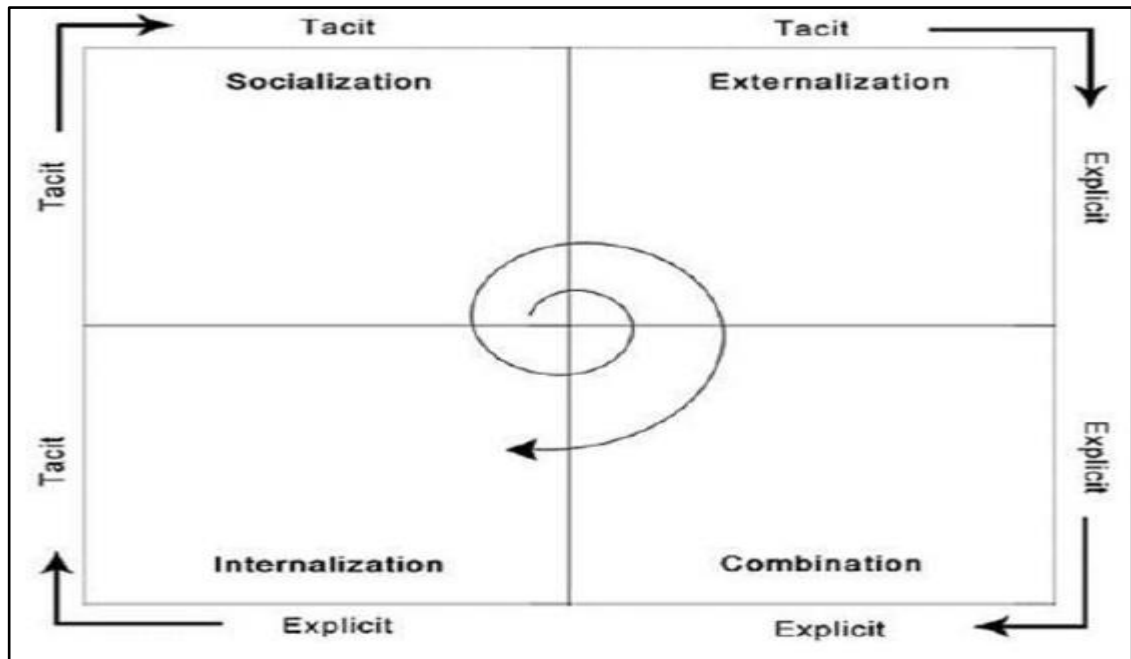 Tacit
Tacit
Socialization
Externalization
Tacit
Explicit
Tacit
Explicit
Internalization
Combination
Explicit
Explicit